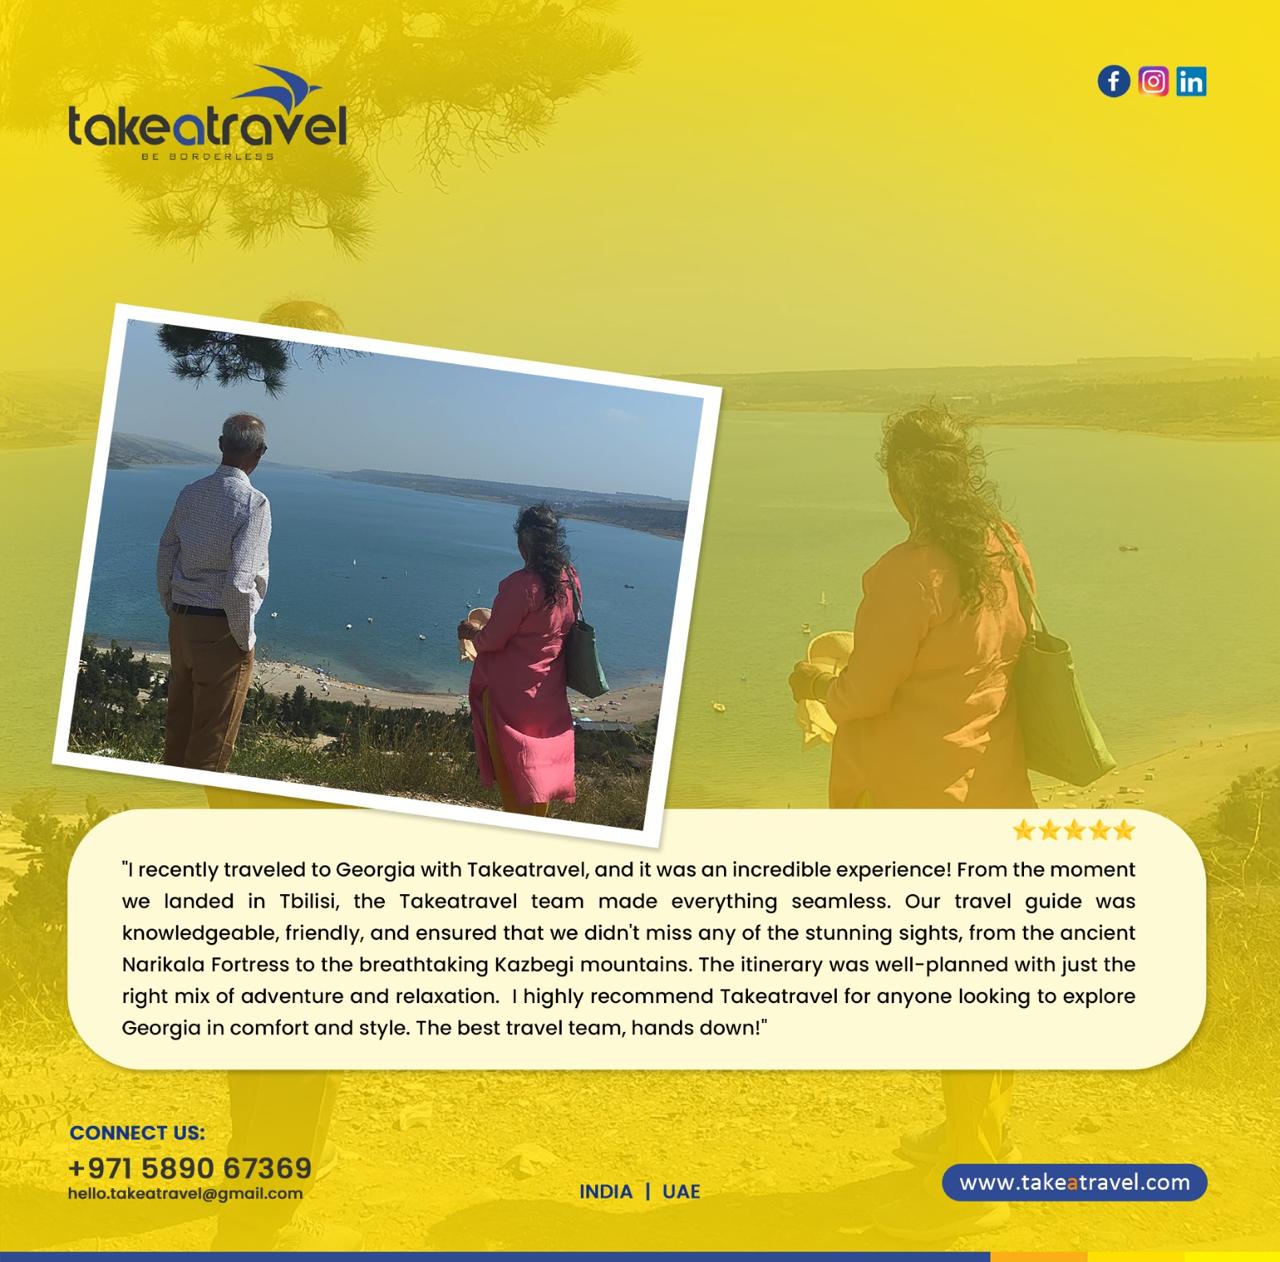 takeatravel
BE BORDERLESS
"I recently traveled to Georgia with Takeatravel, and it was an incredible experience! From the moment
we landed in Tbilisi, the Takeatravel team made everything seamless. Our travel guide was
knowledgeable, friendly, and ensured that we didn't miss any of the stunning sights, from the ancient
Narikala Fortress to the breathtaking Kazbegi mountains. The itinerary was well-planned with just the
right mix of adventure and relaxation.  I highly recommend Takeatravel for anyone looking to explore
Georgia in comfort and style. The best travel team, hands down!"
CONNECT US:
+971 5890 67369
hello.takeatravel@gmail.com
INDIA | UAE
www.takeatravel.com